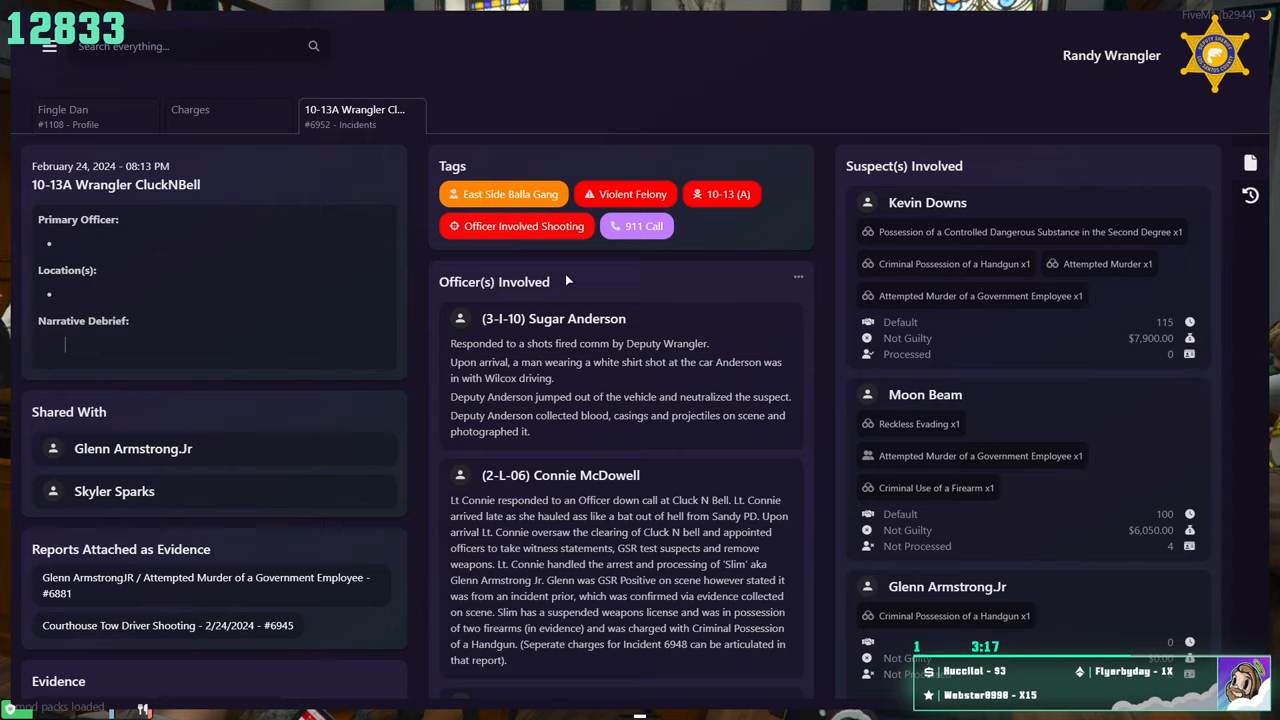 12833
FiveM® (b2944)
Search everything...
Randy Wrangler
Fingle Dan
#1108 - Profile
Charges
10-13A Wrangler Cl...
#6952 - Incidents
February 24, 2024 - 08:13 PM
10-13A Wrangler CluckNBell
Primary Officer:
Location(s):
Narrative Debrief:
Shared With
Glenn Armstrong.Jr
Skyler Sparks
Reports Attached as Evidence
Glenn ArmstrongJR / Attempted Murder of a Government Employee -
#6881
Courthouse Tow Driver Shooting - 2/24/2024 - #6945
Evidence
mod packs loaded
Tags
East Side Balla Gang
Violent Felony
10-13 (A)
Officer Involved Shooting
911 Call
Officer(s) Involved
(3-I-10) Sugar Anderson
Responded to a shots fired comm by Deputy Wrangler.
Upon arrival, a man wearing a white shirt shot at the car Anderson was
in with Wilcox driving.
Deputy Anderson jumped out of the vehicle and neutralized the suspect.
Deputy Anderson collected blood, casings and projectiles on scene and
photographed it.
(2-L-06) Connie McDowell
Lt Connie responded to an Officer down call at Cluck N Bell. Lt. Connie
arrived late as she hauled ass like a bat out of hell from Sandy PD. Upon
arrival Lt. Connie oversaw the clearing of Cluck N bell and appointed
officers to take witness statements, GSR test suspects and remove
weapons. Lt. Connie handled the arrest and processing of 'Slim' aka
Glenn Armstrong Jr. Glenn was GSR Positive on scene however stated it
was from an incident prior, which was confirmed via evidence collected
on scene. Slim has a suspended weapons license and was in possession
of two firearms (in evidence) and was charged with Criminal Possession
of a Handgun. (Seperate charges for Incident 6948 can be articulated in
that report).
Suspect(s) Involved
Kevin Downs
Possession of a Controlled Dangerous Substance in the Second Degree x1
Criminal Possession of a Handgun x1
Attempted Murder x1
Attempted Murder of a Government Employee x1
Default 115
Not Guilty $7,900.00
Processed 0
Moon Beam
Reckless Evading x1
Attempted Murder of a Government Employee x1
Criminal Use of a Firearm x1
Default 100
Not Guilty $6,050.00
Not Processed 4
Glenn Armstrong.Jr
Criminal Possession of a Handgun x1
0
1 3:17
Huccilol - 93
Flyerbyday - 1X
Webster0990 - X15